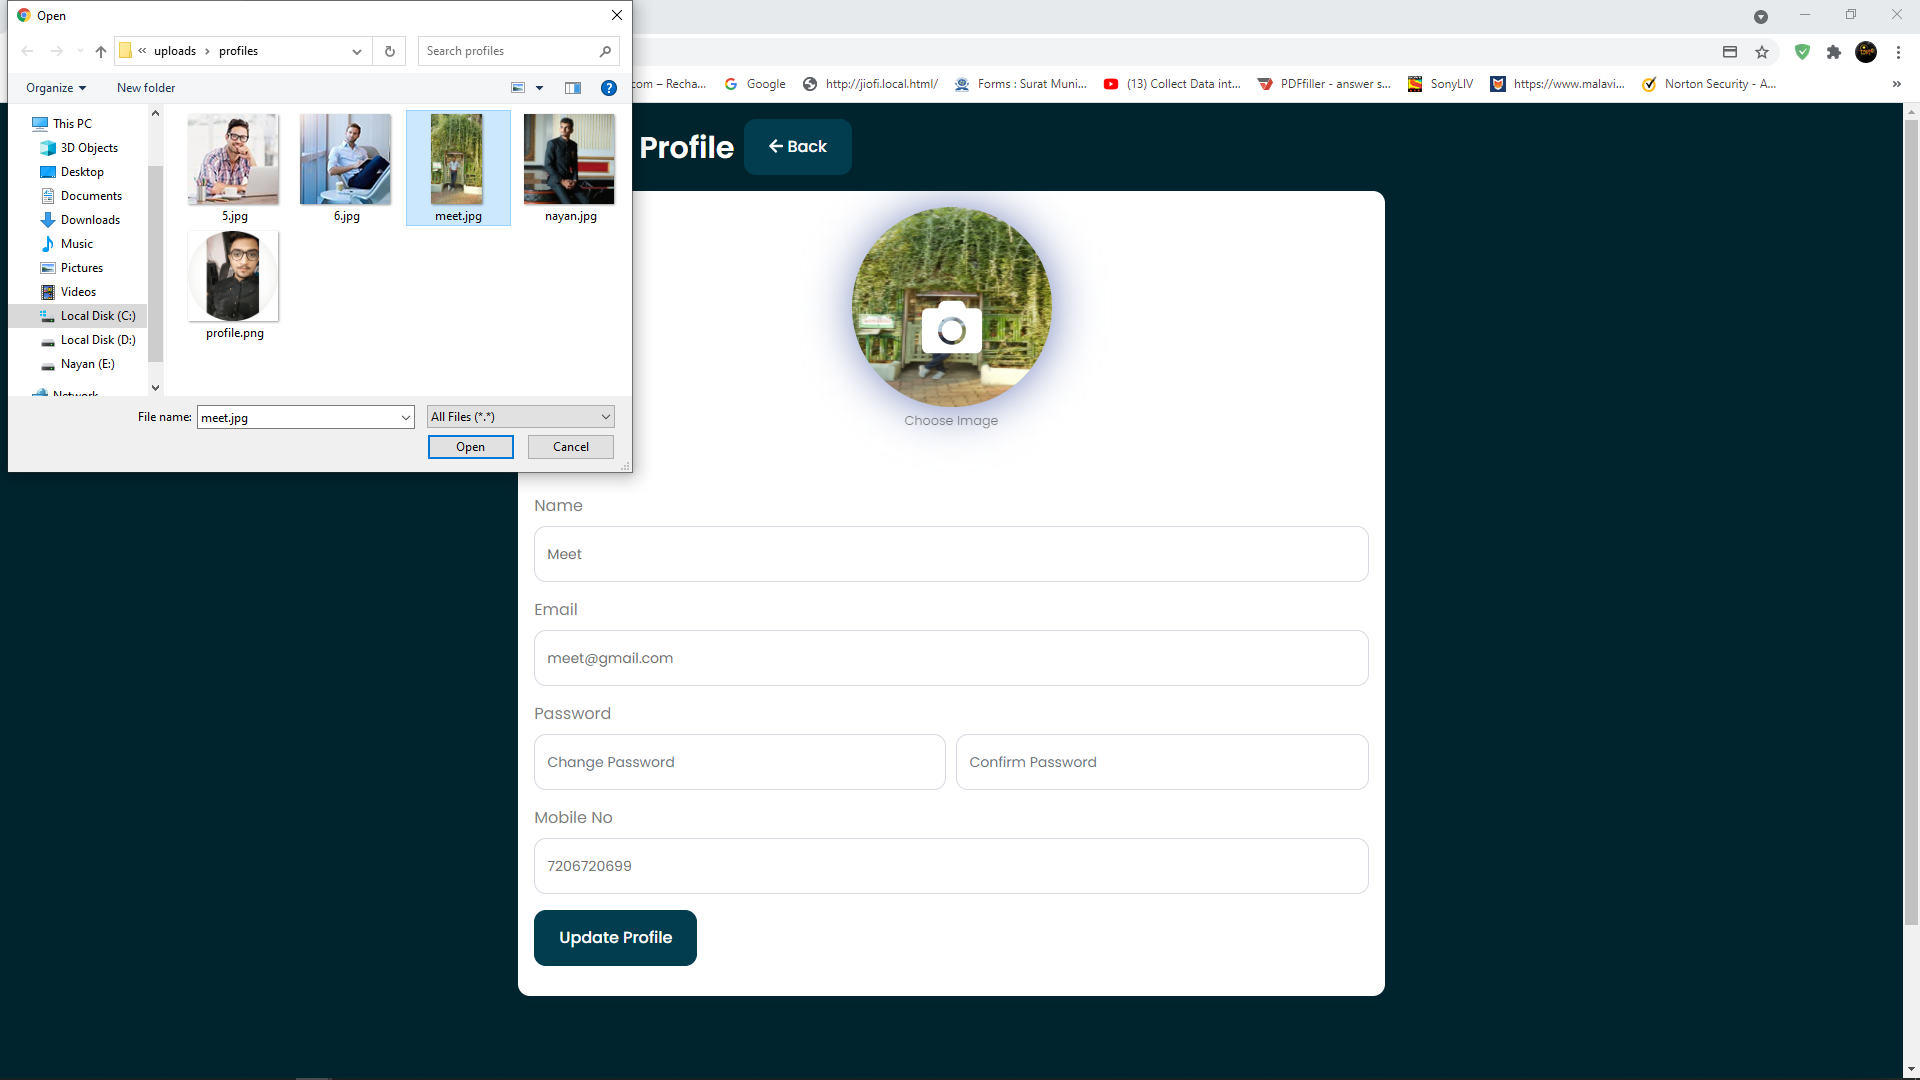 Open
« uploads › profiles
Search profiles
Organize
New folder
.com – Recha...
Google
http://jiofi.local.html/
Forms : Surat Muni...
(13) Collect Data int...
PDFfiller - answer s...
SonyLIV
https://www.malavi...
Norton Security - A...
»
This PC
3D Objects
Desktop
Documents
Downloads
Music
Pictures
Videos
Local Disk (C:)
Local Disk (D:)
Nayan (E:)
Network
5.jpg
6.jpg
meet.jpg
nayan.jpg
profile.png
File name:
meet.jpg
All Files (*.*)
Open
Cancel
Profile
Back
Choose Image
Name
Meet
Email
meet@gmail.com
Password
Change Password
Confirm Password
Mobile No
7206720699
Update Profile